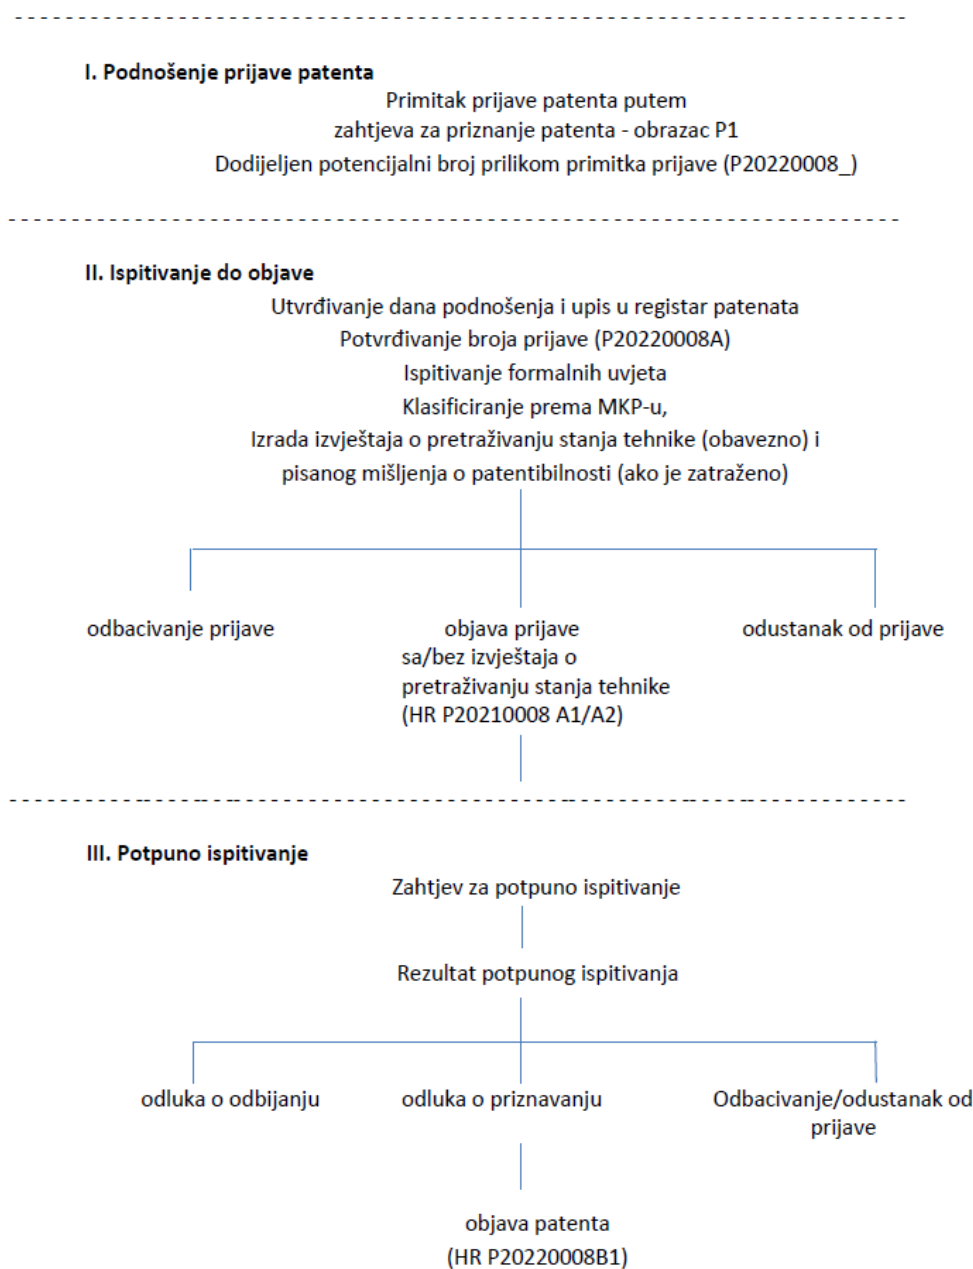 I. Podnošenje prijave patenta
Primitak prijave patenta putem
zahtjeva za priznanje patenta - obrazac P1
Dodijeljen potencijalni broj prilikom primitka prijave (P20220008_)
II. Ispitivanje do objave
Utvrđivanje dana podnošenja i upis u registar patenata
Potvrđivanje broja prijave (P20220008A)
Ispitivanje formalnih uvjeta
Klasificiranje prema MKP-u,
Izrada izvještaja o pretraživanju stanja tehnike (obavezno) i
pisanog mišljenja o patentibilnosti (ako je zatraženo)
odbacivanje prijave
objava prijave
sa/bez izvještaja o
pretraživanju stanja tehnike
(HR P20210008 A1/A2)
odustanak od prijave
III. Potpuno ispitivanje
Zahtjev za potpuno ispitivanje
Rezultat potpunog ispitivanja
odluka o odbijanju
odluka o priznavanju
Odbacivanje/odustanak od
prijave
objava patenta
(HR P20220008B1)